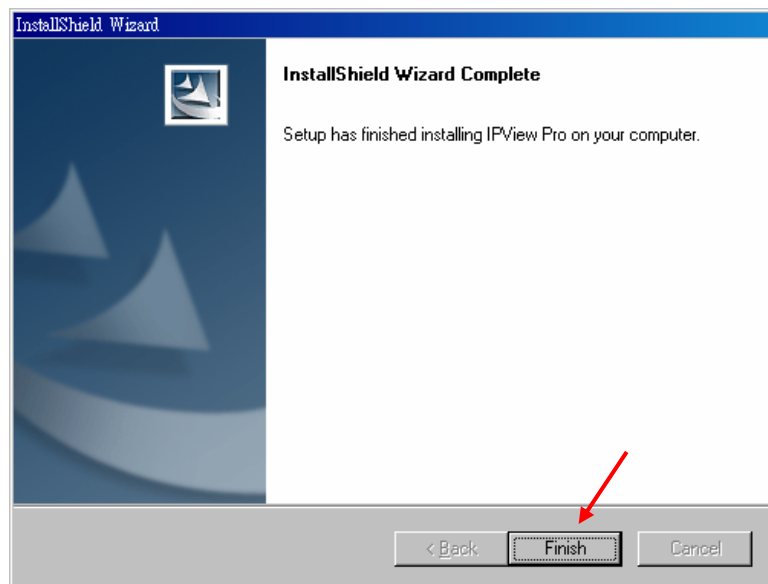 InstallShield Wizard
InstallShield Wizard Complete
Setup has finished installing IPView Pro on your computer.
< Back
Finish
Cancel